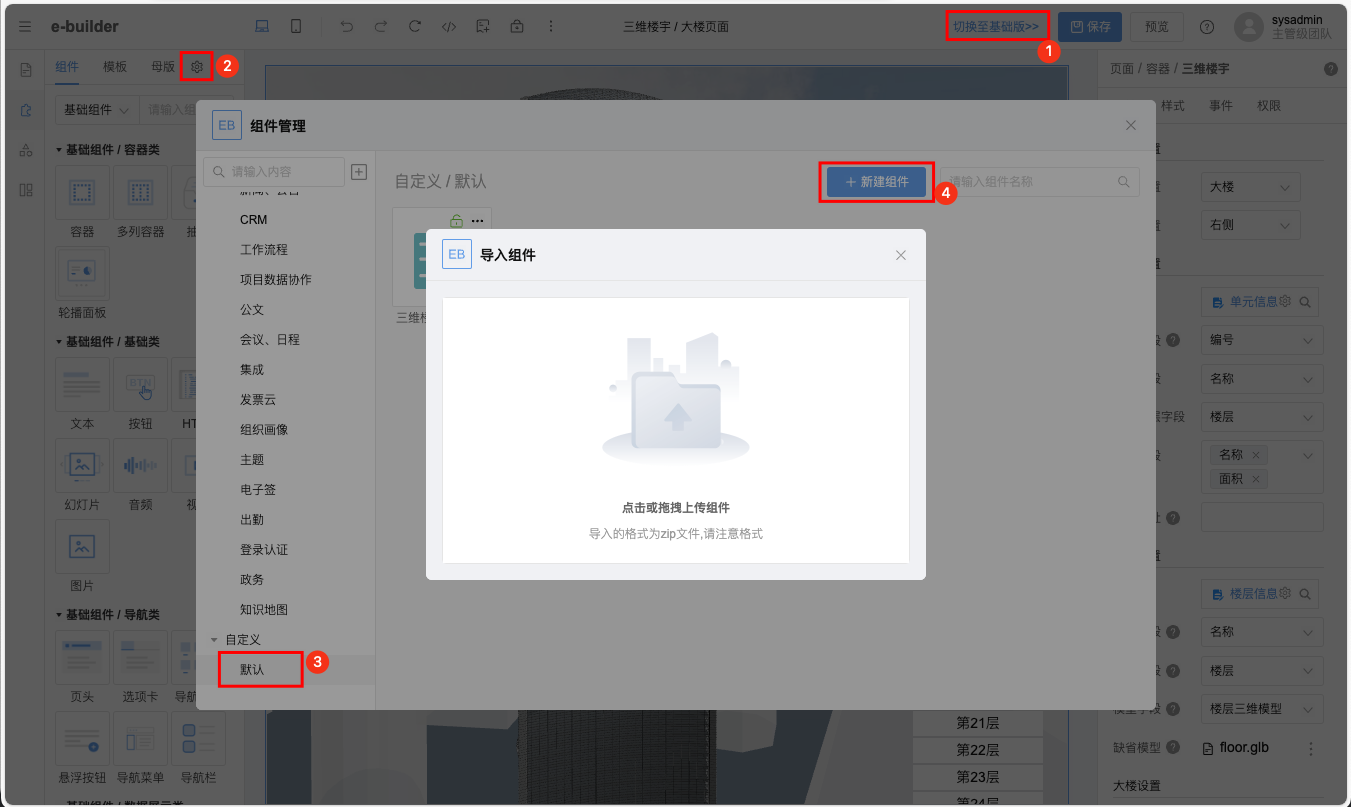 e-builder
三维楼宇 / 大楼页面
切换至基础版>>
保存
预览
sysadmin
主管级团队
1
组件
模板
母版
2
基础组件
请输入组
基础组件 / 容器类
容器
多列容器
轮播面板
基础组件 / 基础类
文本
BTN
按钮
HT
幻灯片
音频
图片
基础组件 / 导航类
页头
选项卡
导航
悬浮按钮
导航菜单
导航栏
EB
组件管理
请输入内容
CRM
工作流程
项目数据协作
公文
会议、日程
集成
发票云
组织画像
主题
电子签
出勤
登录认证
政务
知识地图
自定义
默认
3
自定义 / 默认
+ 新建组件
4
请输入组件名称
三维楼
EB
导入组件
点击或拖拽上传组件
导入的格式为zip文件,请注意格式
第21层
第22层
第23层
第24层
页面 / 容器 / 三维楼宇
样式
事件
权限
大楼
右侧
单元信息
编号
名称
层字段
楼层
名称
面积
楼层信息
名称
楼层
模型字段
楼层三维模型
缺省模型
floor.glb
大楼设置